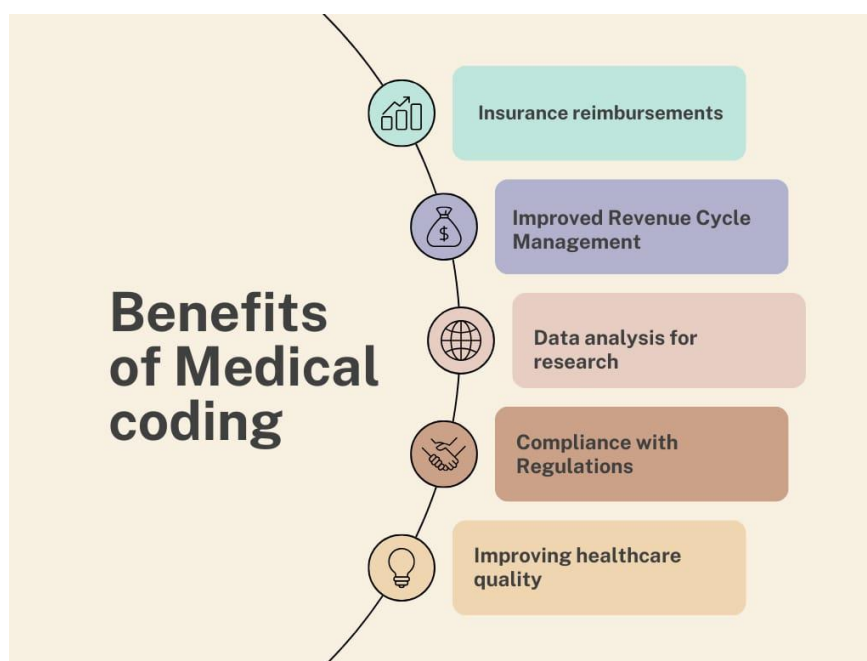 Benefits
of Medical
coding
Insurance reimbursements
$
Improved Revenue Cycle
Management
Data analysis for
research
Compliance with
Regulations
Improving healthcare
quality